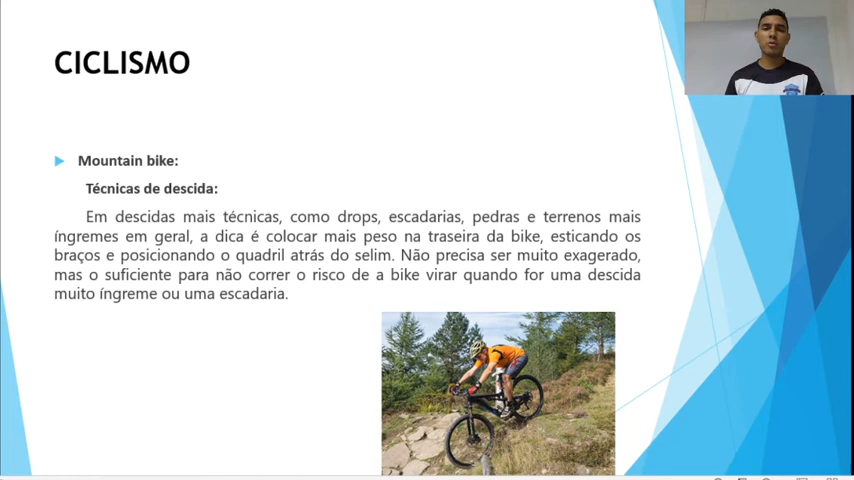 CICLISMO
Mountain bike:
Técnicas de descida:
Em descidas mais técnicas, como drops, escadarias, pedras e terrenos mais
íngremes em geral, a dica é colocar mais peso na traseira da bike, esticando os
braços e posicionando o quadril atrás do selim. Não precisa ser muito exagerado,
mas o suficiente para não correr o risco de a bike virar quando for uma descida
muito íngreme ou uma escadaria.